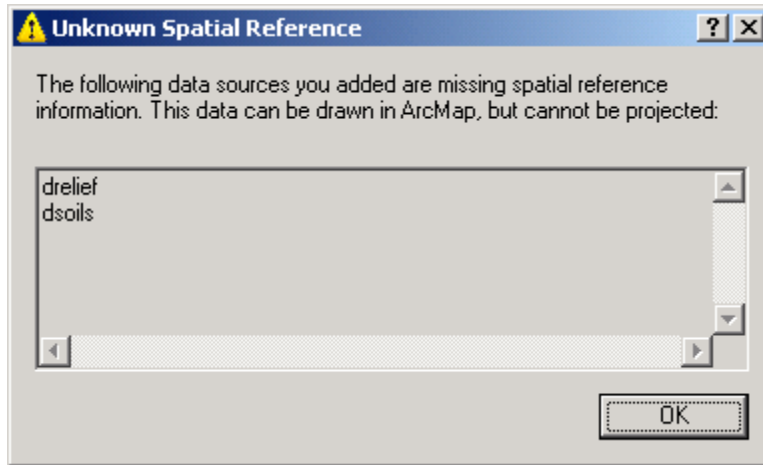 Unknown Spatial Reference
The following data sources you added are missing spatial reference
information. This data can be drawn in ArcMap, but cannot be projected:
drelief
dsoils
OK